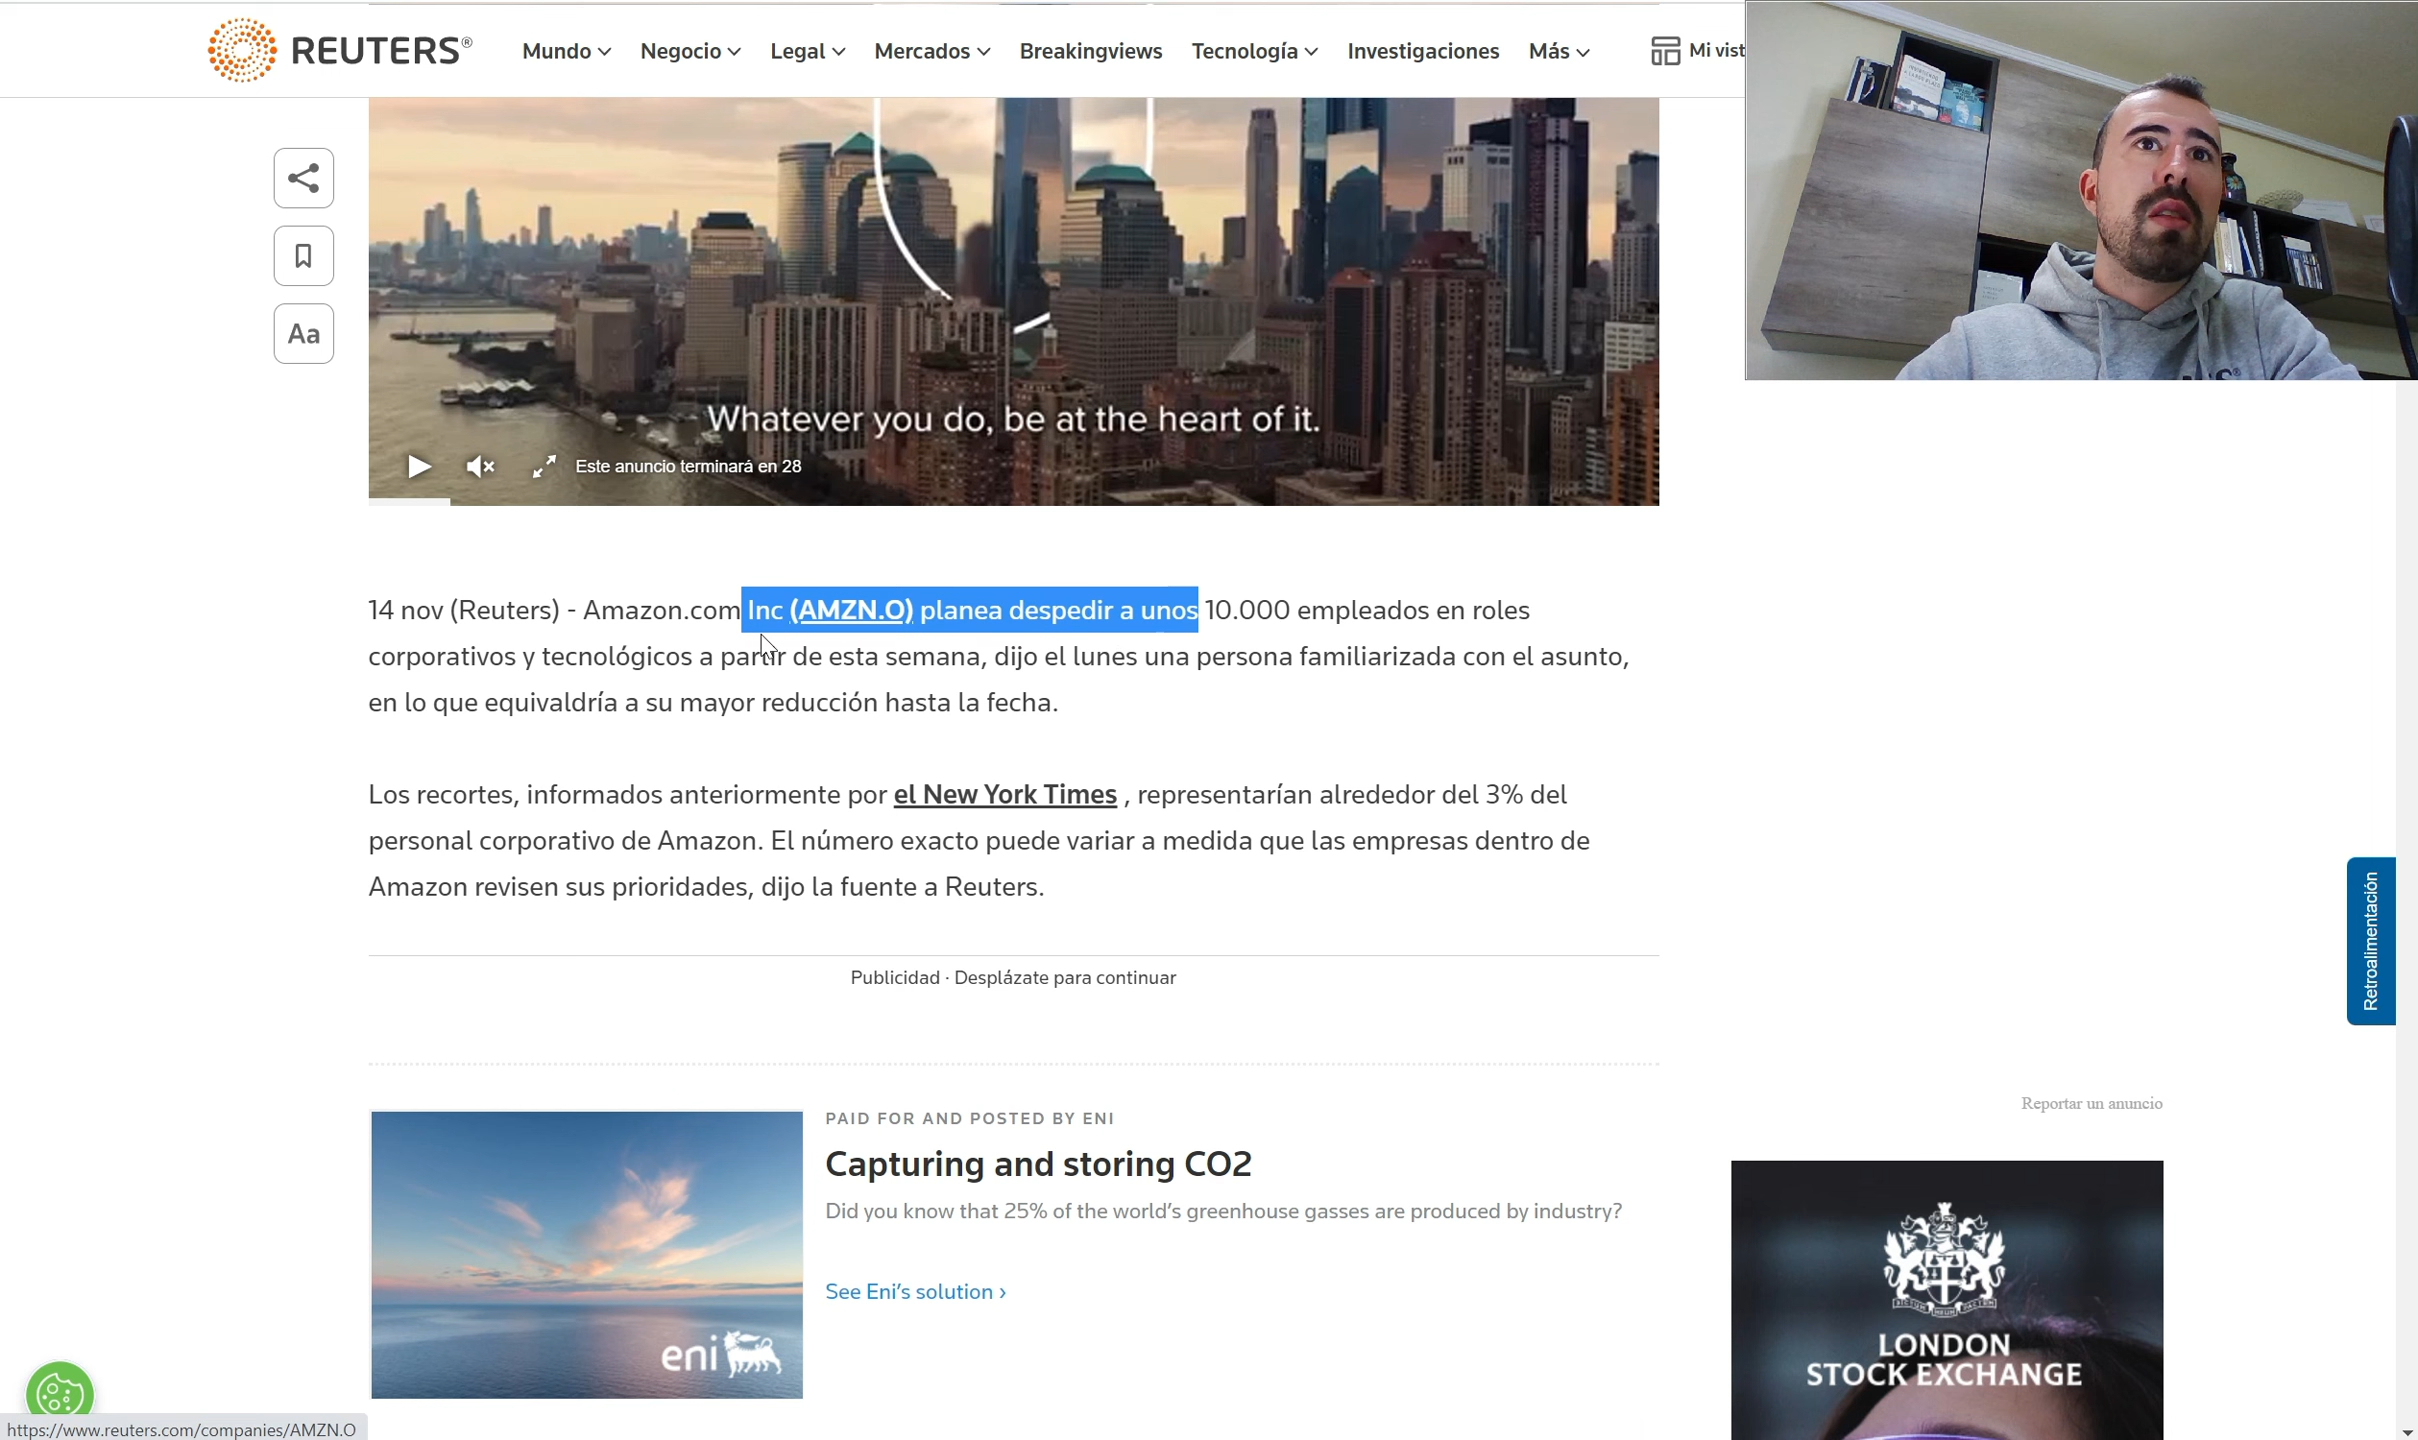 REUTERS®
Mundo
Negocio
Legal
Mercados
Breakingviews
Tecnología
Investigaciones
Más
Mi vist
Aa
Whatever you do, be at the heart of it.
Este anuncio terminará en 28
14 nov (Reuters) - Amazon.com Inc (AMZN.O) planea despedir a unos 10.000 empleados en roles
corporativos y tecnológicos a partir de esta semana, dijo el lunes una persona familiarizada con el asunto,
en lo que equivaldría a su mayor reducción hasta la fecha.
Los recortes, informados anteriormente por el New York Times , representarían alrededor del 3% del
personal corporativo de Amazon. El número exacto puede variar a medida que las empresas dentro de
Amazon revisen sus prioridades, dijo la fuente a Reuters.
Publicidad · Desplázate para continuar
Retroalimentación
PAID FOR AND POSTED BY ENI
Capturing and storing CO2
Did you know that 25% of the world's greenhouse gasses are produced by industry?
See Eni's solution ›
eni
Reportar un anuncio
LONDON
STOCK EXCHANGE
https://www.reuters.com/companies/AMZN.O